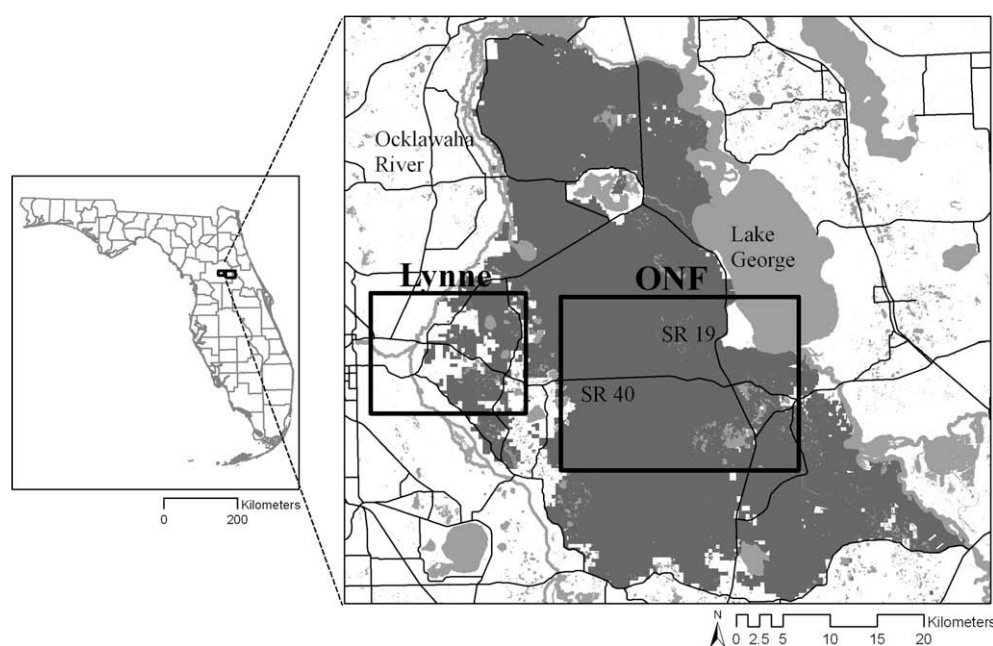 Ocklawaha
River
Lake
George
Lynne
ONF
SR 19
SR 40
Kilometers
0 200
N
Kilometers
0 2.5 5 10 15 20